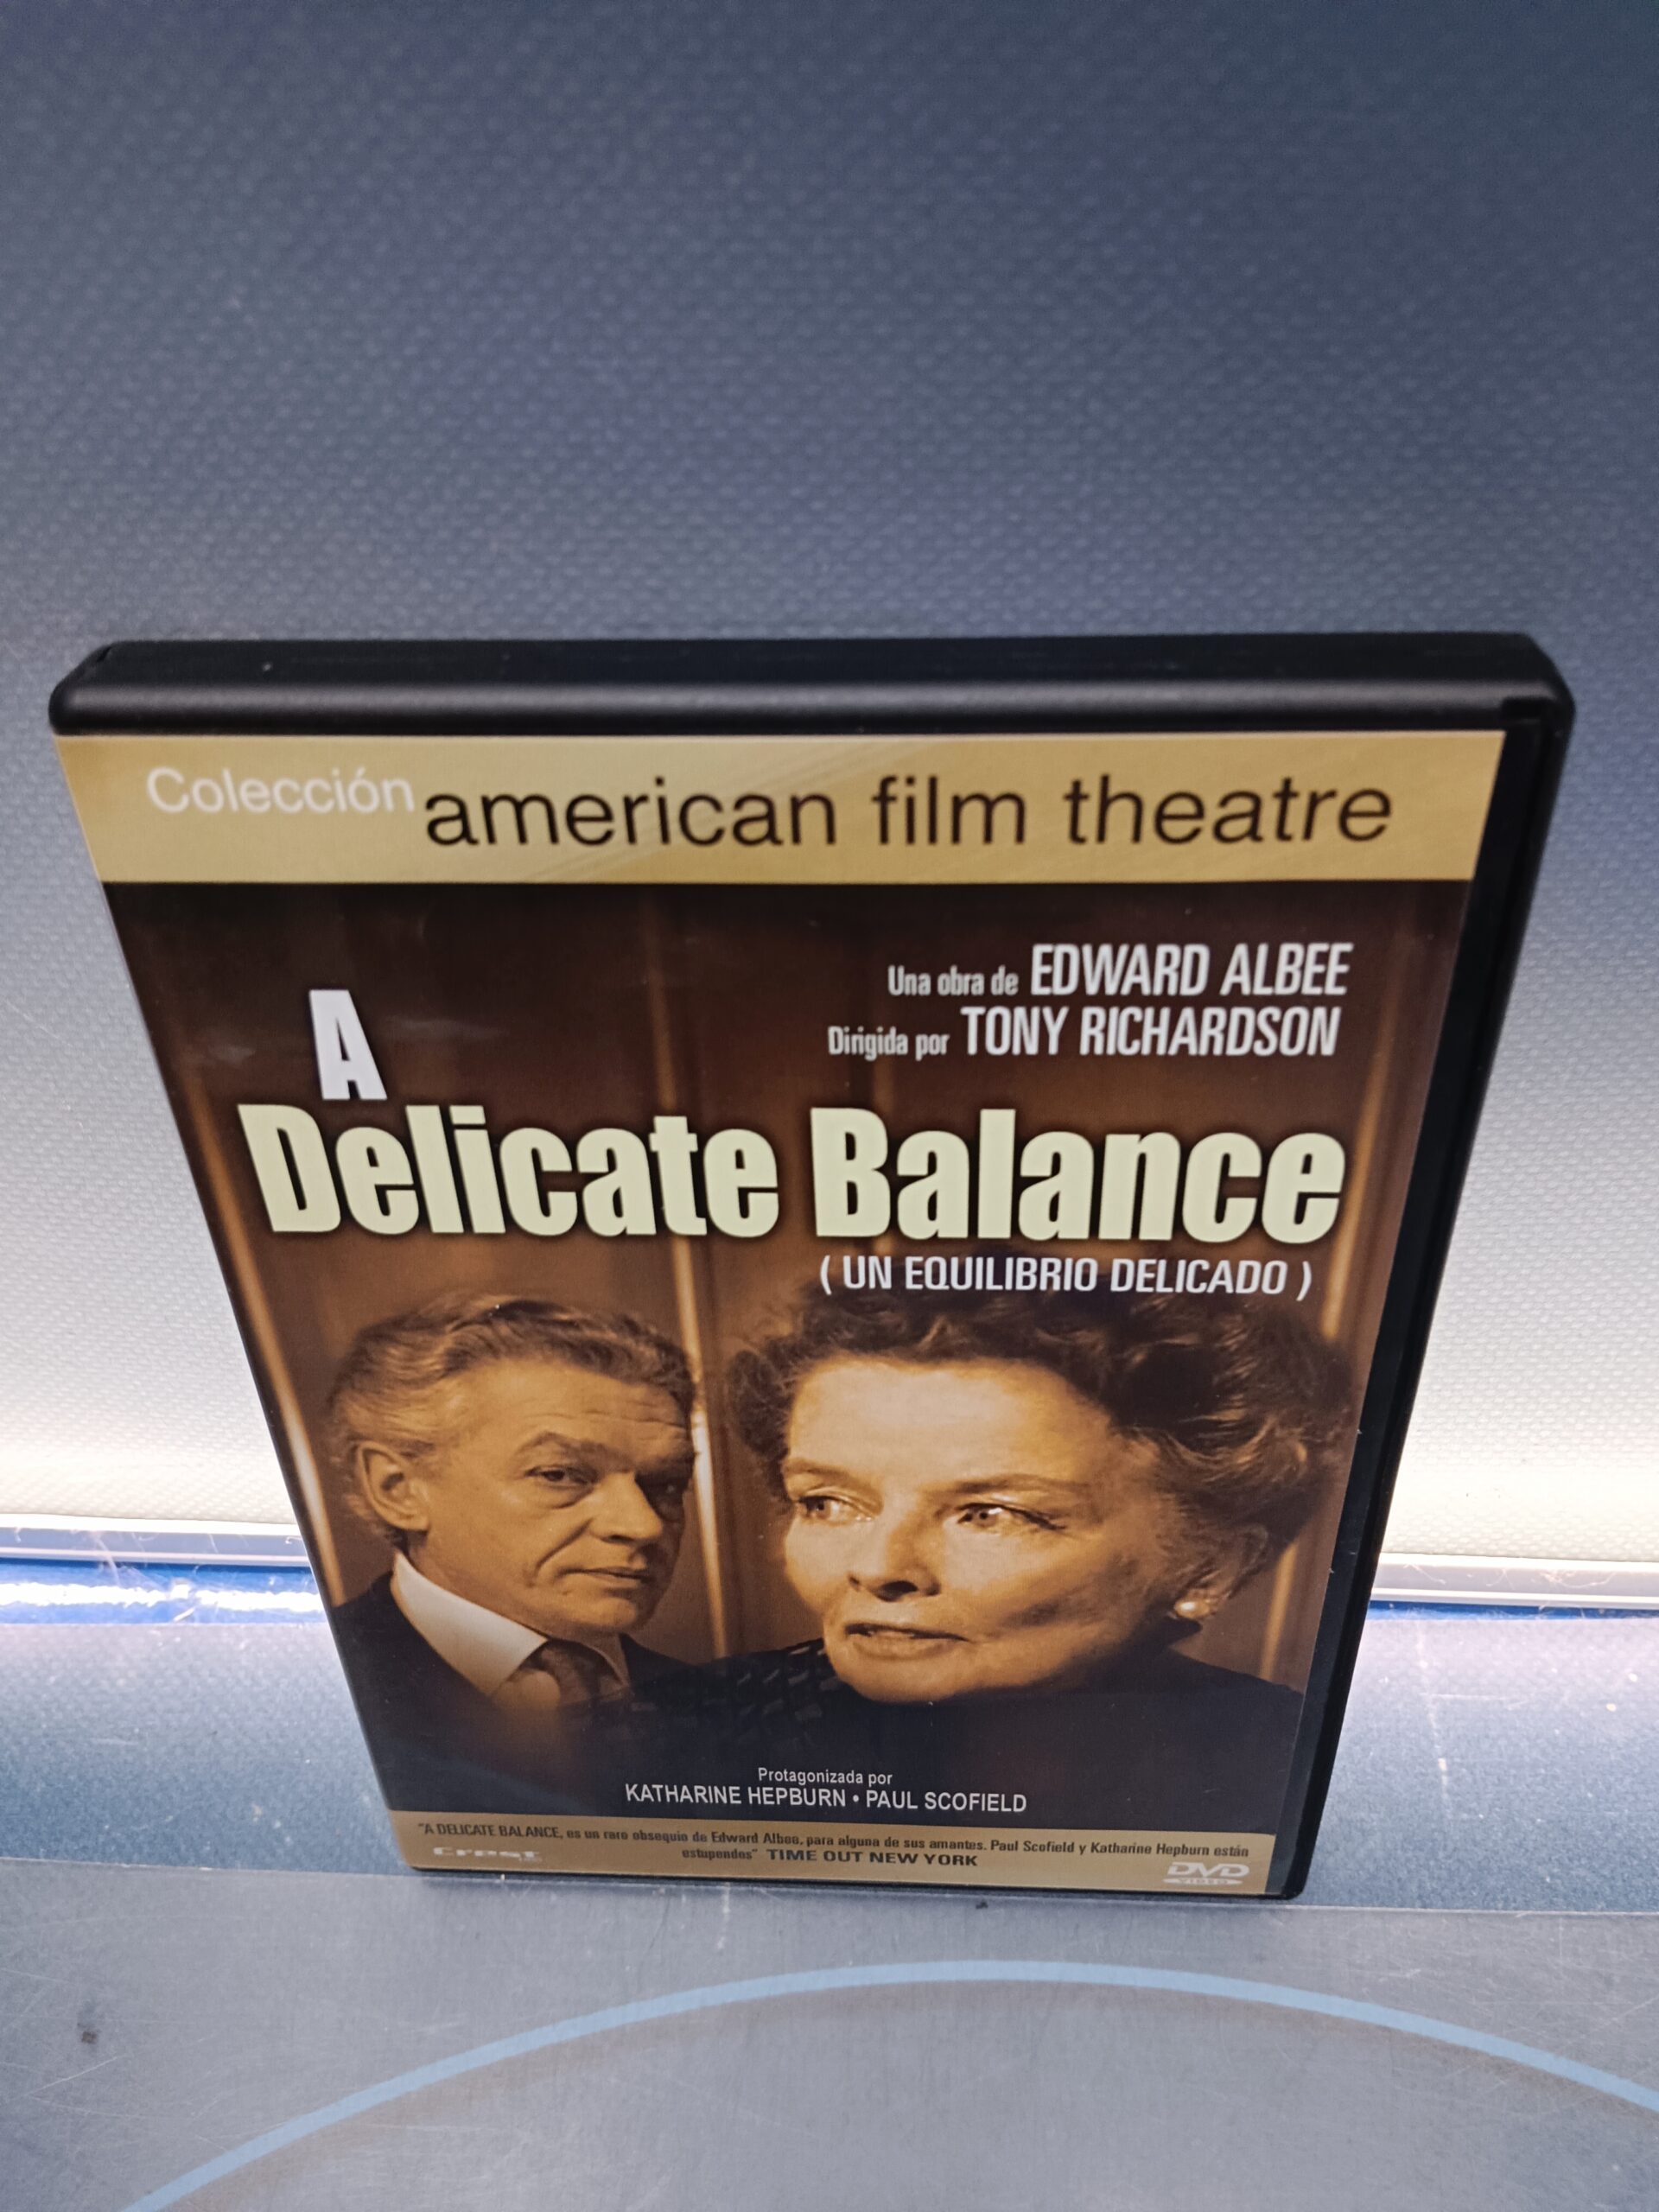 Colección american film theatre
Una obra de EDWARD ALBEE
Dirigida por TONY RICHARDSON
A
Delicate Balance
( UN EQUILIBRIO DELICADO )
Protagonizada por
KATHARINE HEPBURN • PAUL SCOFIELD
"A DELICATE BALANCE, es un raro obsequio de Edward Albee, para alguna de sus amantes. Paul Scofield y Katharine Hepburn están
estupendos" TIME OUT NEW YORK
Crest
DVD
VIDEO